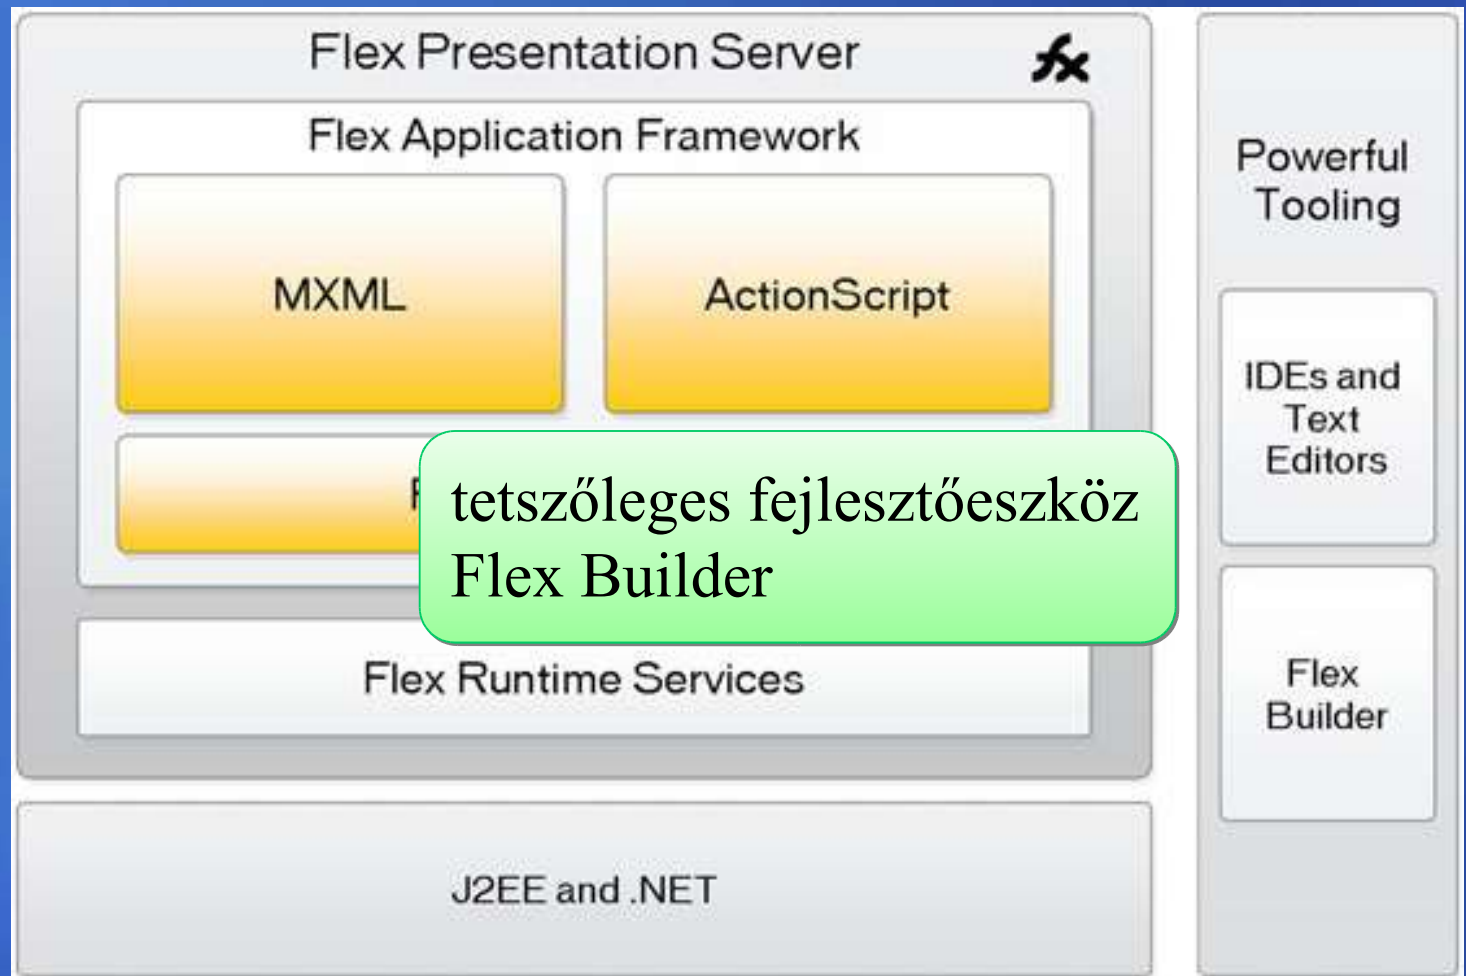 Flex Presentation Server
fx
Flex Application Framework
MXML
ActionScript
tetszőleges fejlesztőeszköz
Flex Builder
Flex Runtime Services
J2EE and .NET
Powerful
Tooling
IDEs and
Text
Editors
Flex
Builder